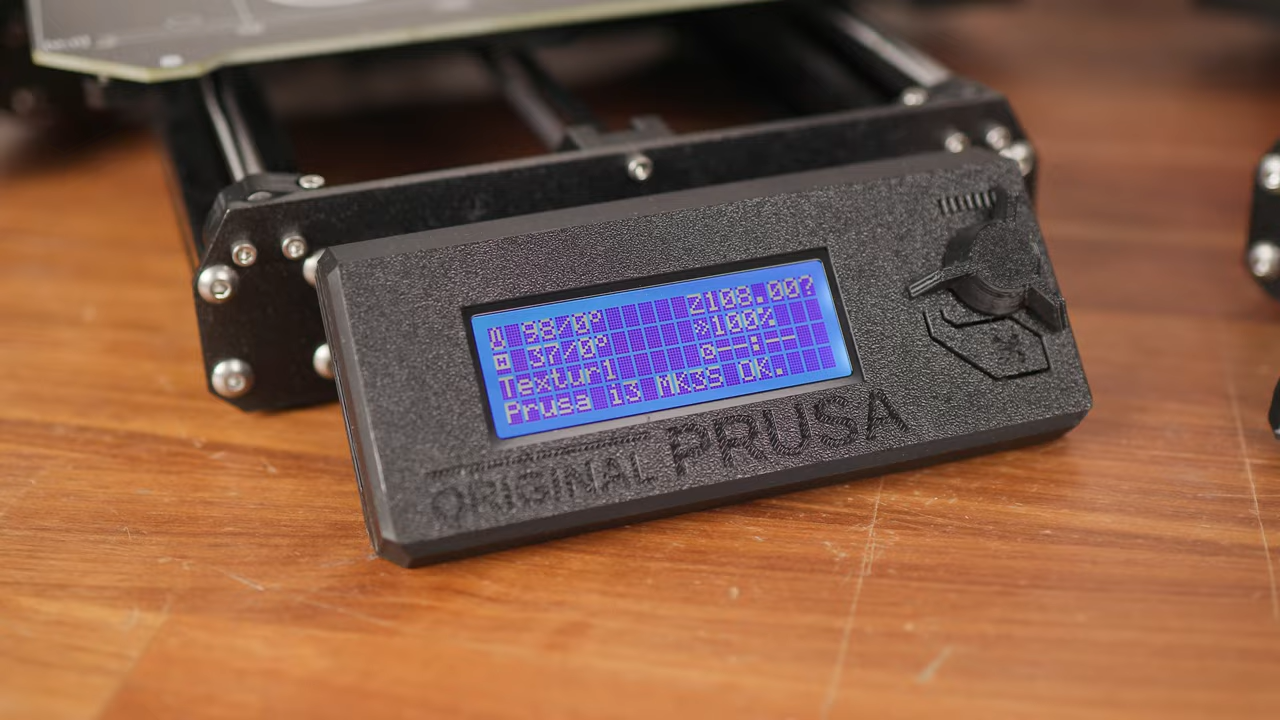 98/0° Z108.00?
37/0° 100%
Textur1 --:--
Prusa i3 MK3S OK.
ORIGINAL PRUSA